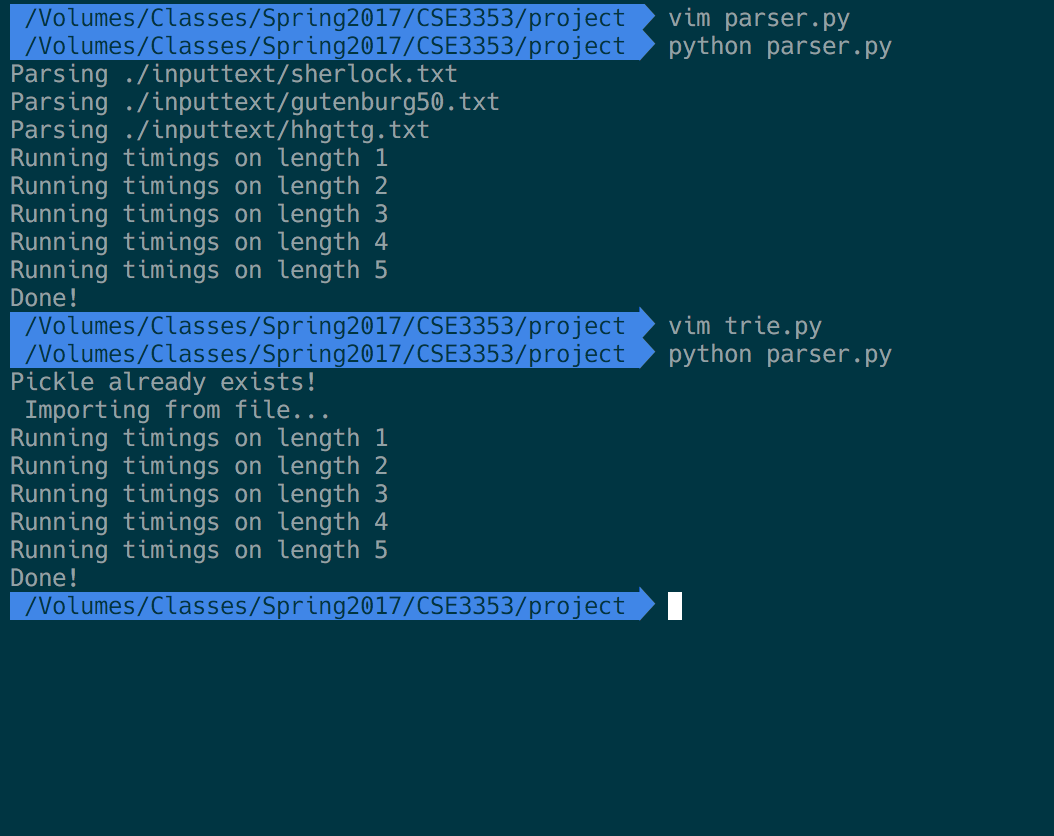 /Volumes/Classes/Spring2017/CSE3353/project vim parser.py
/Volumes/Classes/Spring2017/CSE3353/project python parser.py
Parsing ./inputtext/sherlock.txt
Parsing ./inputtext/gutenburg50.txt
Parsing ./inputtext/hhgttg.txt
Running timings on length 1
Running timings on length 2
Running timings on length 3
Running timings on length 4
Running timings on length 5
Done!
/Volumes/Classes/Spring2017/CSE3353/project vim trie.py
/Volumes/Classes/Spring2017/CSE3353/project python parser.py
Pickle already exists!
 Importing from file...
Running timings on length 1
Running timings on length 2
Running timings on length 3
Running timings on length 4
Running timings on length 5
Done!
/Volumes/Classes/Spring2017/CSE3353/project